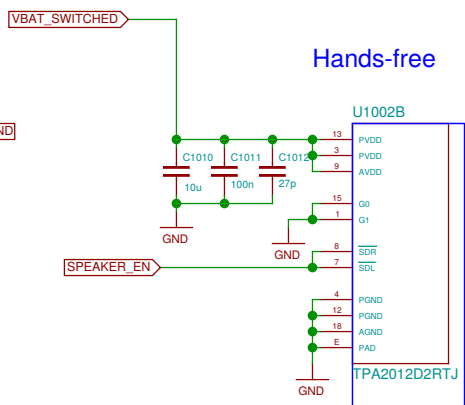 VBAT_SWITCHED
Hands-free
ND
U1002B
C1010
C1011
C1012
10u
100n
27p
13 PVDD
3 PVDD
9 AVDD
15 G0
1 G1
GND
GND
8 SDR
SPEAKER_EN
7 SDL
4 PGND
12 PGND
18 AGND
E PAD
TPA2012D2RTJ
GND